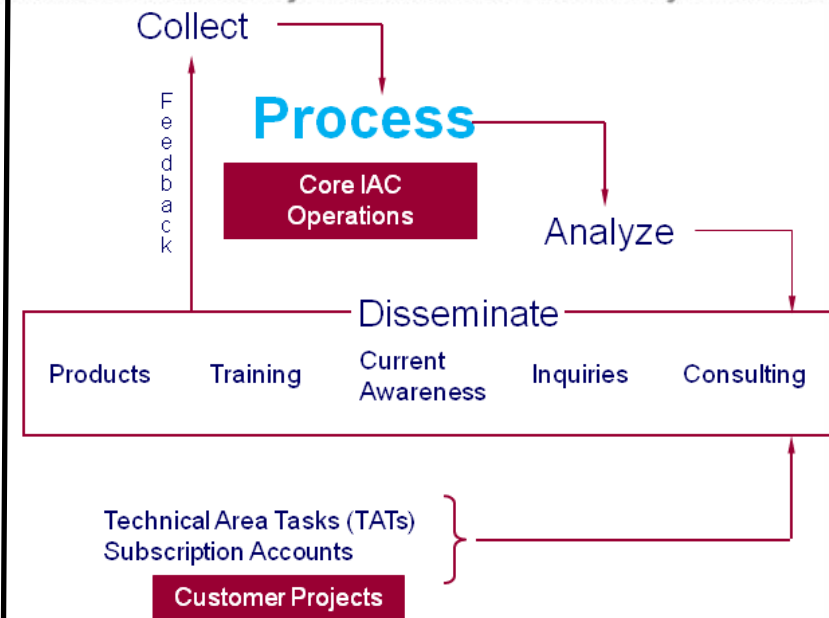 Collect
Feedback
Process
Core IAC
Operations
Analyze
Disseminate
Products
Training
Current
Awareness
Inquiries
Consulting
Technical Area Tasks (TATs)
Subscription Accounts
Customer Projects